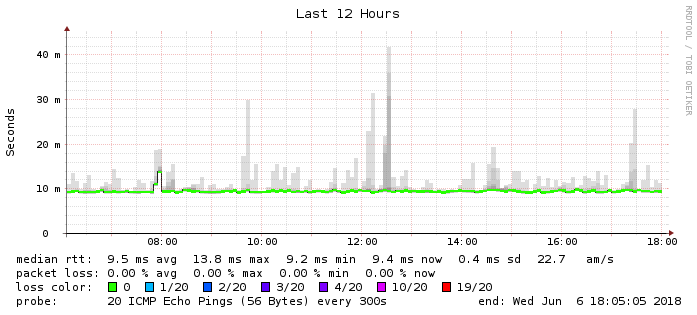 Last 12 Hours
RRDTOOL / TOBI OETIKER
Seconds
40 m
30 m
20 m
10 m
0
08:00 10:00 12:00 14:00 16:00 18:00
median rtt: 9.5 ms avg 13.8 ms max 9.2 ms min 9.4 ms now 0.4 ms sd 22.7 am/s
packet loss: 0.00 % avg 0.00 % max 0.00 % min 0.00 % now
loss color: 0 1/20 2/20 3/20 4/20 10/20 19/20
probe: 20 ICMP Echo Pings (56 Bytes) every 300s end: Wed Jun 6 18:05:05 2018